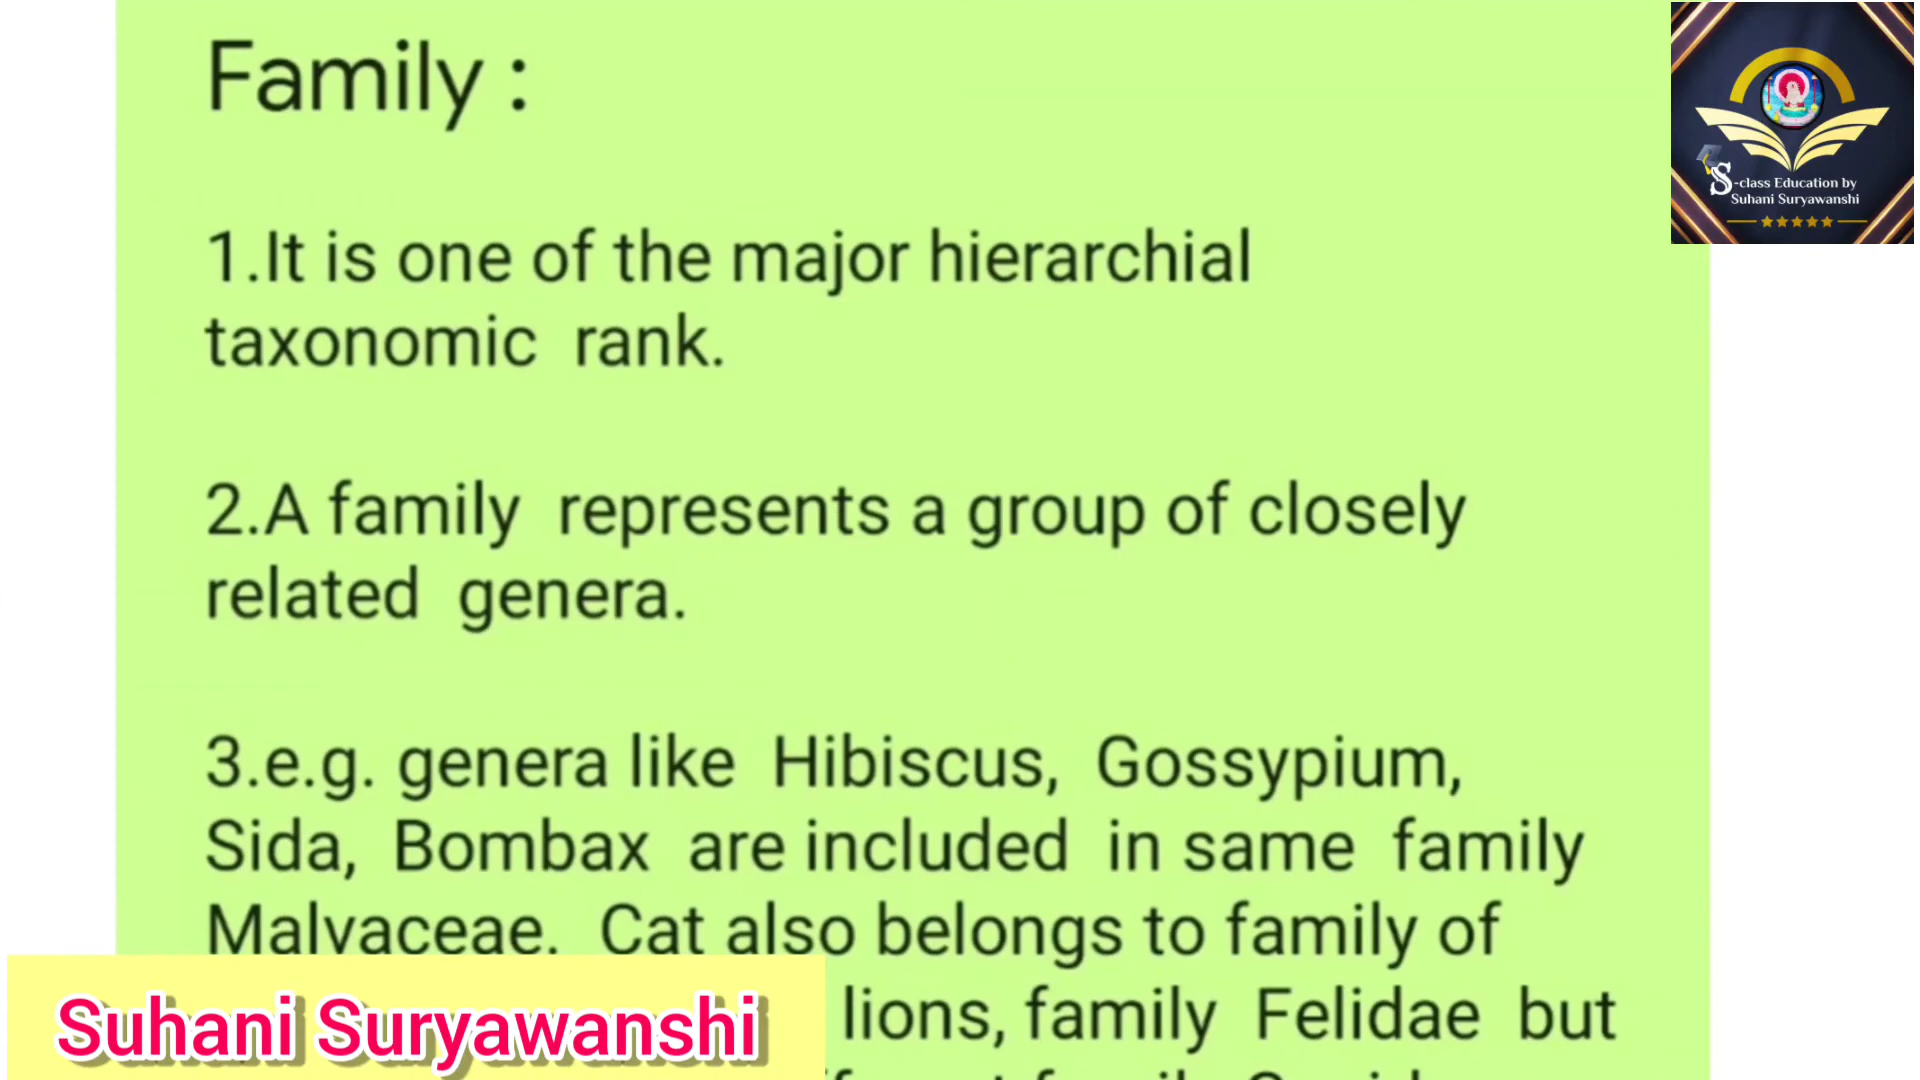 Family :
1.It is one of the major hierarchial
taxonomic rank.
2.A family represents a group of closely
related genera.
3.e.g. genera like Hibiscus, Gossypium,
Sida, Bombax are included in same family
Malvaceae. Cat also belongs to family of
lions, family Felidae but
family
S-class Education by
Suhani Suryawanshi
Suhani Suryawanshi